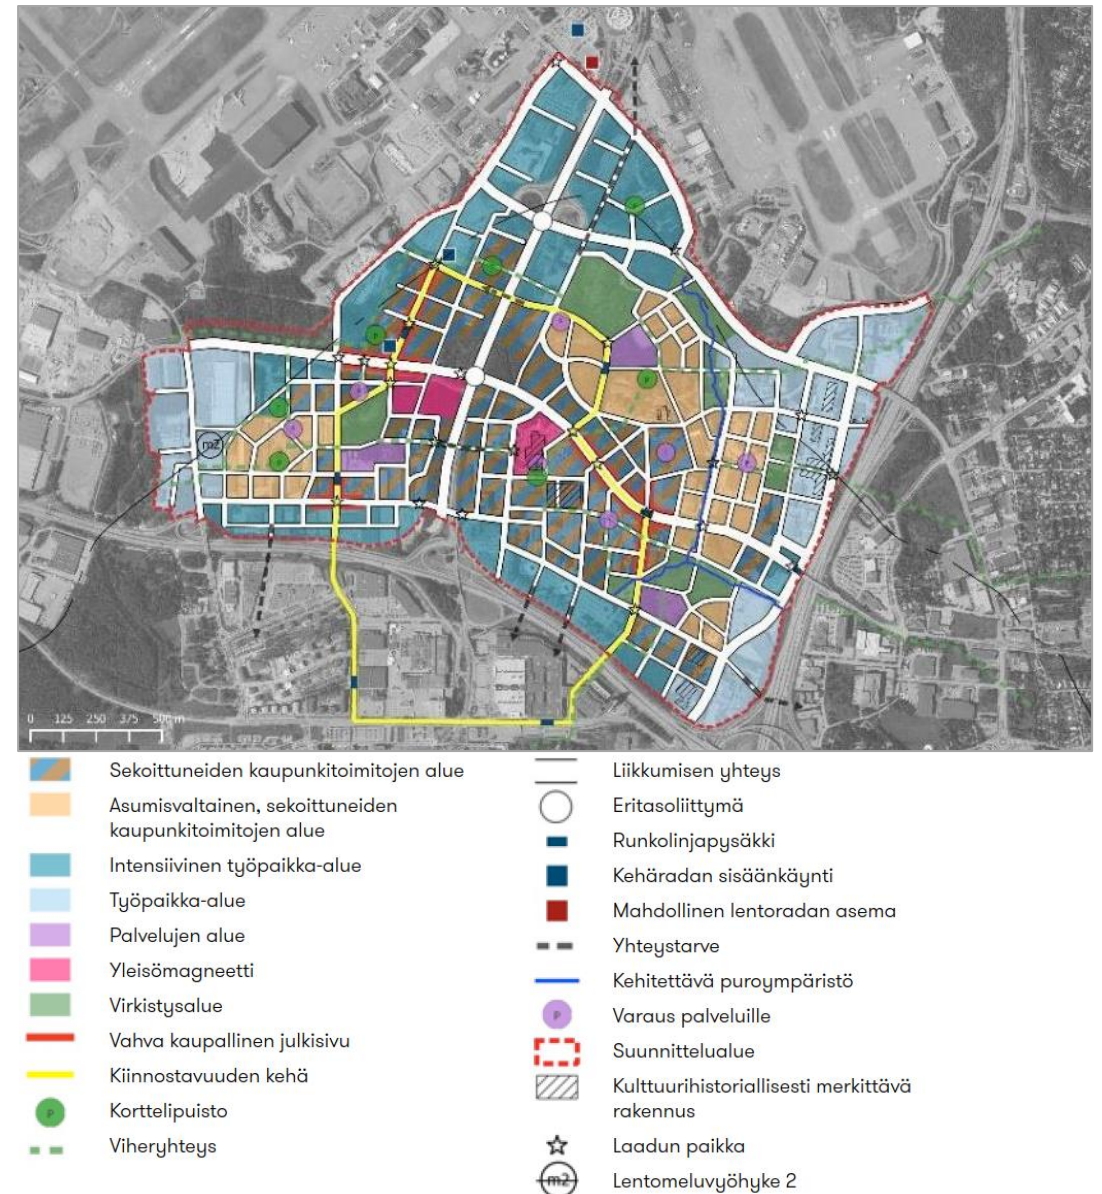 m2
0 125 250 375 500 m
Sekoittuneiden kaupunkitoimitojen alue
Asumisvaltainen, sekoittuneiden
kaupunkitoimitojen alue
Intensiivinen työpaikka-alue
Työpaikka-alue
Palvelujen alue
Yleisömagneetti
Virkistysalue
Vahva kaupallinen julkisivu
Kiinnostavuuden kehä
P Korttelipuisto
Viheryhteys
Liikkumisen yhteys
Eritasoliittymä
Runkolinjapysäkki
Kehäradan sisäänkäynti
Mahdollinen lentoradan asema
Yhteystarve
Kehitettävä puroympäristö
P Varaus palveluille
Suunnittelualue
Kulttuurihistoriallisesti merkittävä
rakennus
Laadun paikka
m2 Lentomeluvyöhyke 2